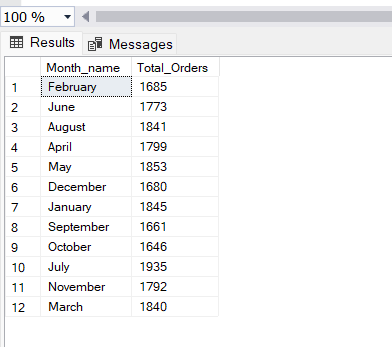 100 %
Results Messages
Month_name Total_Orders
1 February 1685
2 June 1773
3 August 1841
4 April 1799
5 May 1853
6 December 1680
7 January 1845
8 September 1661
9 October 1646
10 July 1935
11 November 1792
12 March 1840